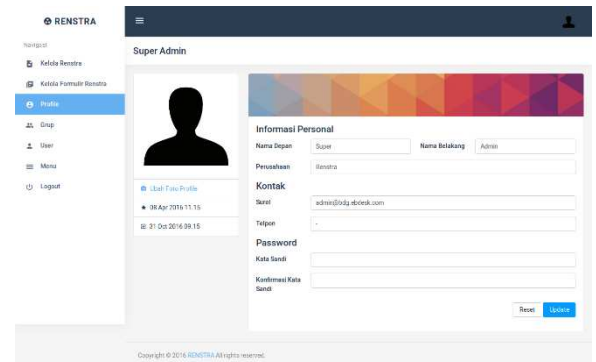 RENSTRA
Navigasi
Kelola Renstra
Kelola Formulir Renstra
Profile
Grup
User
Menu
Logout
Super Admin
Ubah Foto Profile
08 Apr 2016 11.15
31 Oct 2016 09.15
Informasi Personal
Nama Depan Super Nama Belakang Admin
Perusahaan Renstra
Kontak
Surel admin@bdg.ebdesk.com
Telpon -
Password
Kata Sandi
Konfirmasi Kata
Sandi
Reset Update
Copyright © 2016 RENSTRA All rights reserved.